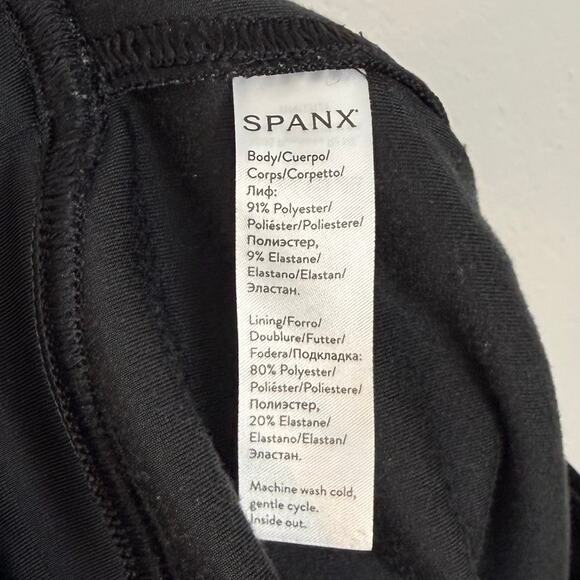 SPANX®
Body/Cuerpo/
Corps/Corpetto/
Лиф:
91% Polyester/
Poliéster/Poliestere/
Полиэстер,
9% Elastane/
Elastano/Elastan/
Эластан.
Lining/Forro/
Doublure/Futter/
Fodera/Подкладка:
80% Polyester/
Poliéster/Poliestere/
Полиэстер,
20% Elastane/
Elastano/Elastan/
Эластан.
Machine wash cold,
gentle cycle.
Inside out.